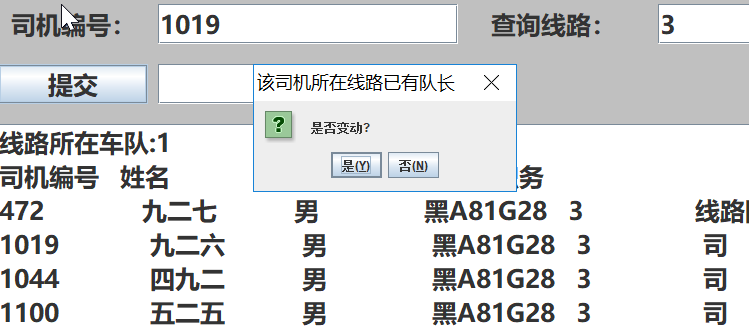 司机编号： 1019 查询线路： 3
提交
该司机所在线路已有队长
是否变动?
是(Y) 否(N)
线路所在车队:1
司机编号 姓名 务
472 九二七 男 黑A81G28 3 线路
1019 九二六 男 黑A81G28 3 司
1044 四九二 男 黑A81G28 3 司
1100 五二五 男 黑A81G28 3 司